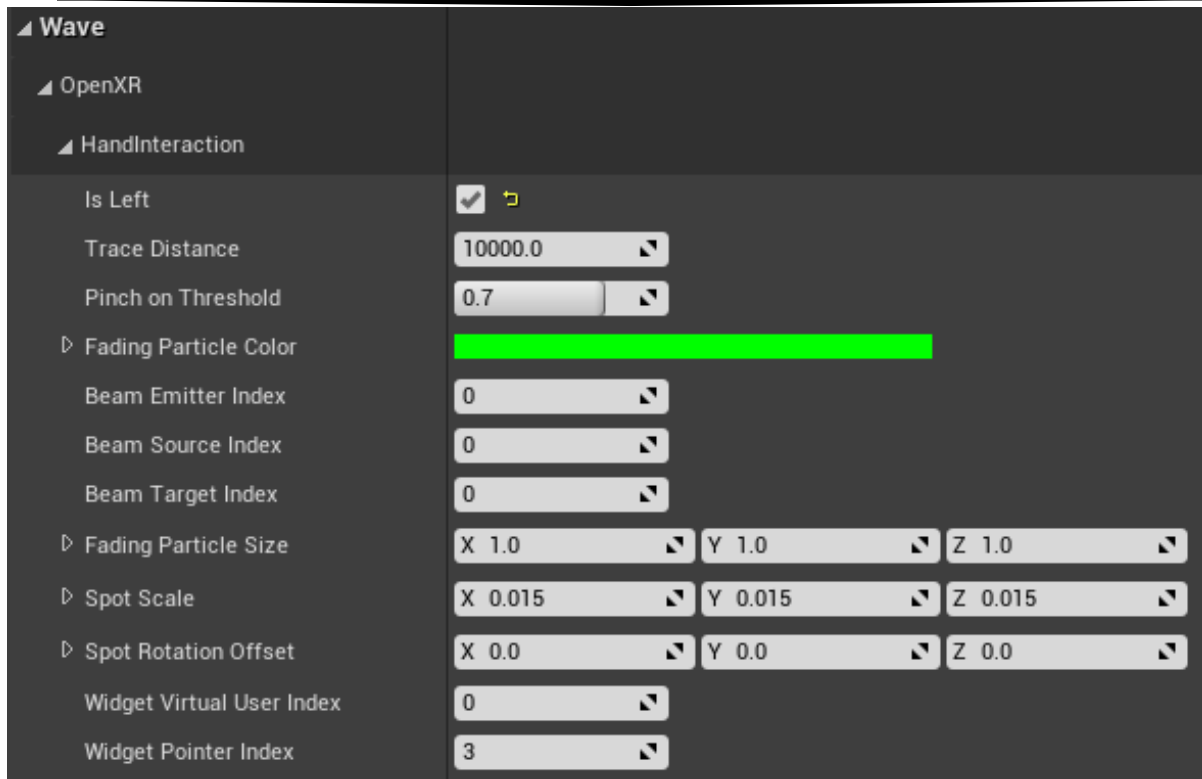 Wave
OpenXR
HandInteraction
Is Left
Trace Distance 10000.0
Pinch on Threshold 0.7
Fading Particle Color
Beam Emitter Index 0
Beam Source Index 0
Beam Target Index 0
Fading Particle Size X 1.0 Y 1.0 Z 1.0
Spot Scale X 0.015 Y 0.015 Z 0.015
Spot Rotation Offset X 0.0 Y 0.0 Z 0.0
Widget Virtual User Index 0
Widget Pointer Index 3